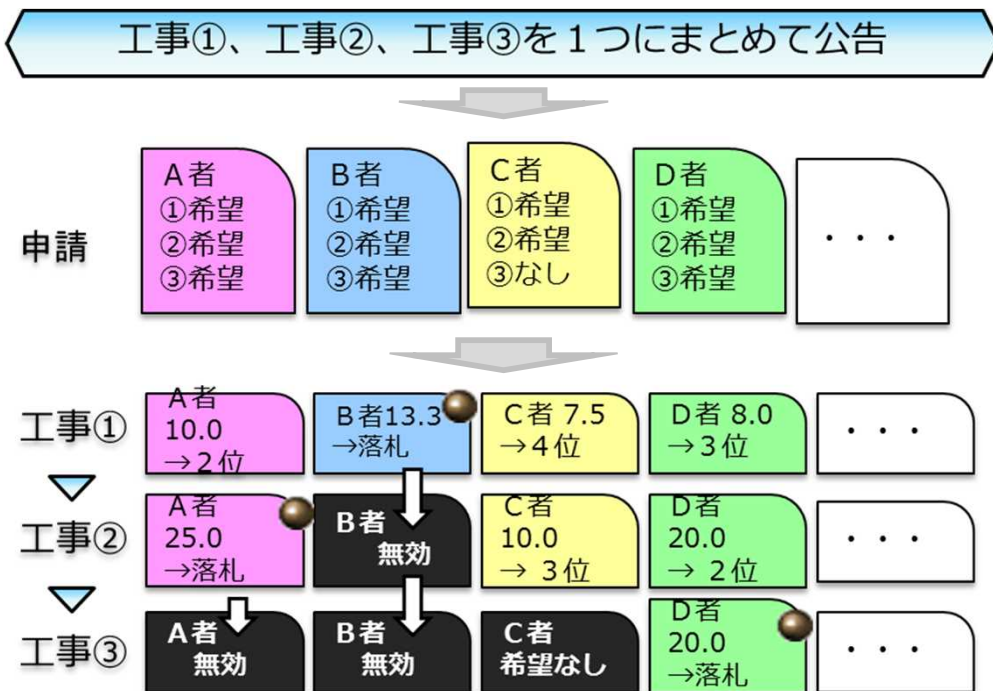 工事①、工事②、工事③を１つにまとめて公告
申請
A者
①希望
②希望
③希望
B者
①希望
②希望
③希望
C者
①希望
②希望
③なし
D者
①希望
②希望
③希望
・・・
工事①
A者
10.0
→２位
B者13.3
→落札
C者 7.5
→４位
D者 8.0
→３位
・・・
工事②
A者
25.0
→落札
B者
無効
C者
10.0
→ ３位
D者
20.0
→ ２位
・・・
工事③
A者
無効
B者
無効
C者
希望なし
D者
20.0
→落札
・・・